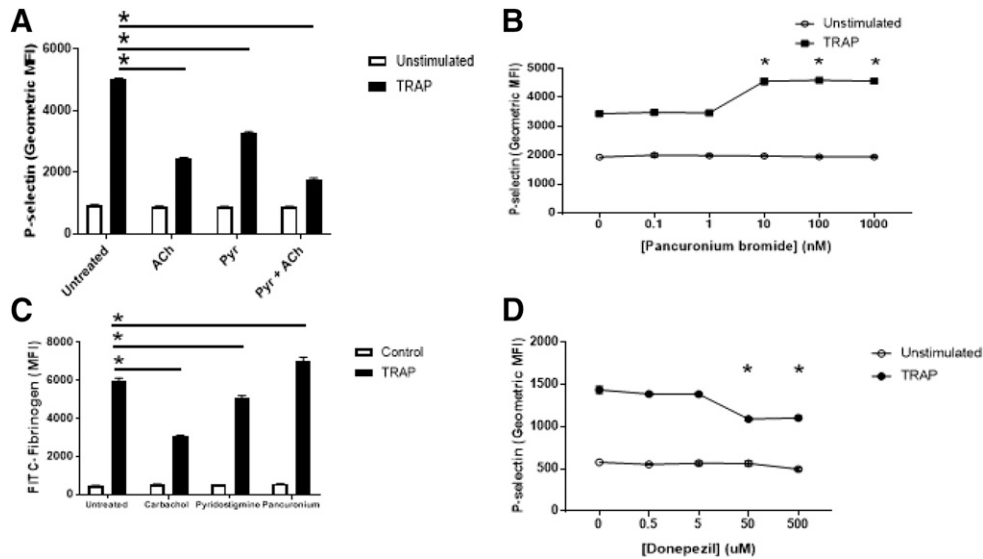 A
P-selectin (Geometric MFI)
6000
4000
2000
0
*
*
*
Unstimulated
TRAP
Untreated
ACh
Pyr
Pyr + ACh
B
P-selectin (Geometric MFI)
5000
4000
3000
2000
1000
0
Unstimulated
TRAP
* * *
0 0.1 1 10 100 1000
[Pancuronium bromide] (nM)
C
FITC-Fibrinogen (MFI)
8000
6000
4000
2000
0
*
*
*
Control
TRAP
Untreated Carbachol Pyridostigmine Pancuronium
D
P-selectin (Geometric MFI)
2000
1500
1000
500
0
Unstimulated
TRAP
* *
0 0.5 5 50 500
[Donepezil] (uM)